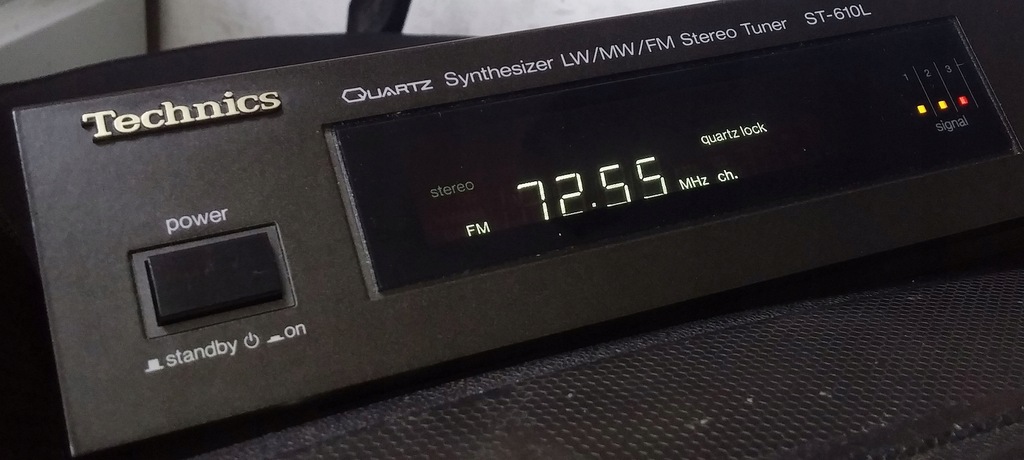 QUARTZ Synthesizer LW/MW/FM Stereo Tuner ST-610L
Technics
1 2 3
signal
quartz lock
stereo
FM 72.55 MHz ch.
power
standby on